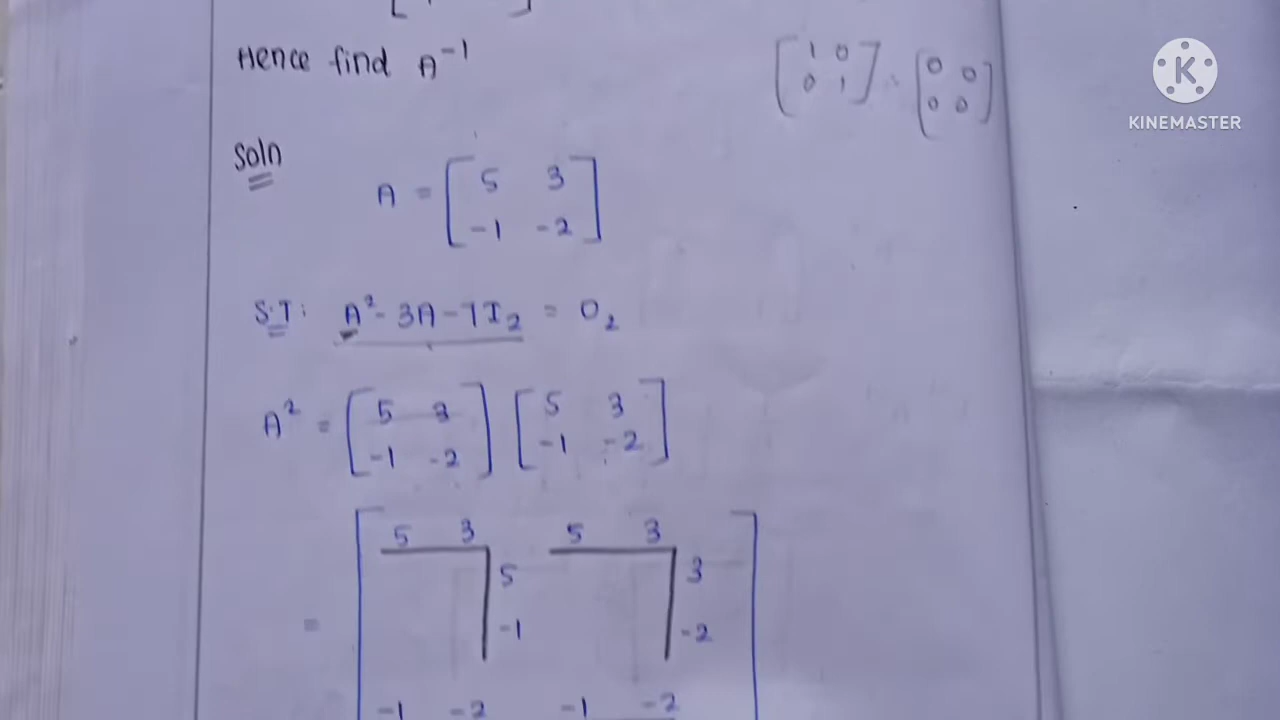 Hence find A⁻¹
[1 0
0 1] [0 0
0 0]
K
KINEMASTER
Soln
A = [5 3
-1 -2]
S.T: A² - 3A - 7I₂ = O₂
A² = [5 3
-1 -2] [5 3
-1 -2]
= [5 3 5 3
5 3
-1 -2
-1 -2 -1 -2